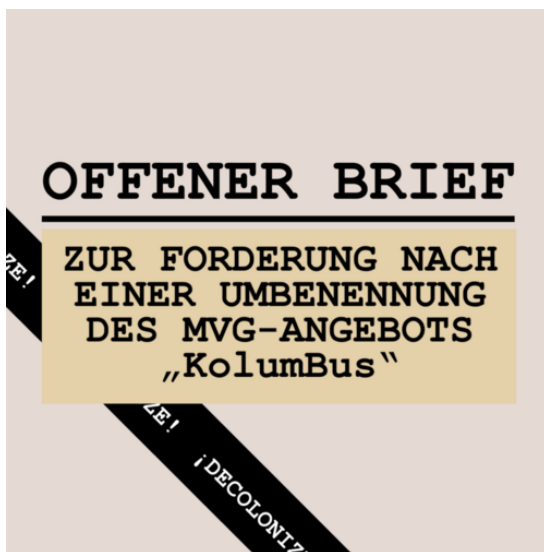 OFFENER BRIEF
ZUR FORDERUNG NACH
EINER UMBENENNUNG
DES MVG-ANGEBOTS
„KolumBus‟
ZE!
ZE!
¡DECOLONIZ